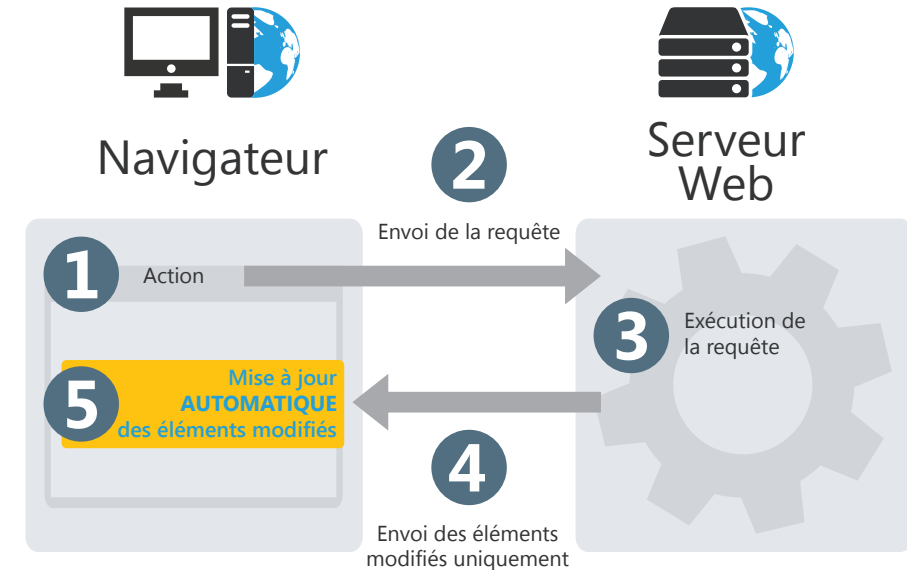 Navigateur
Serveur
Web
2
Envoi de la requête
1
Action
3
Exécution de
la requête
5
Mise à jour
AUTOMATIQUE
des éléments modifiés
4
Envoi des éléments
modifiés uniquement